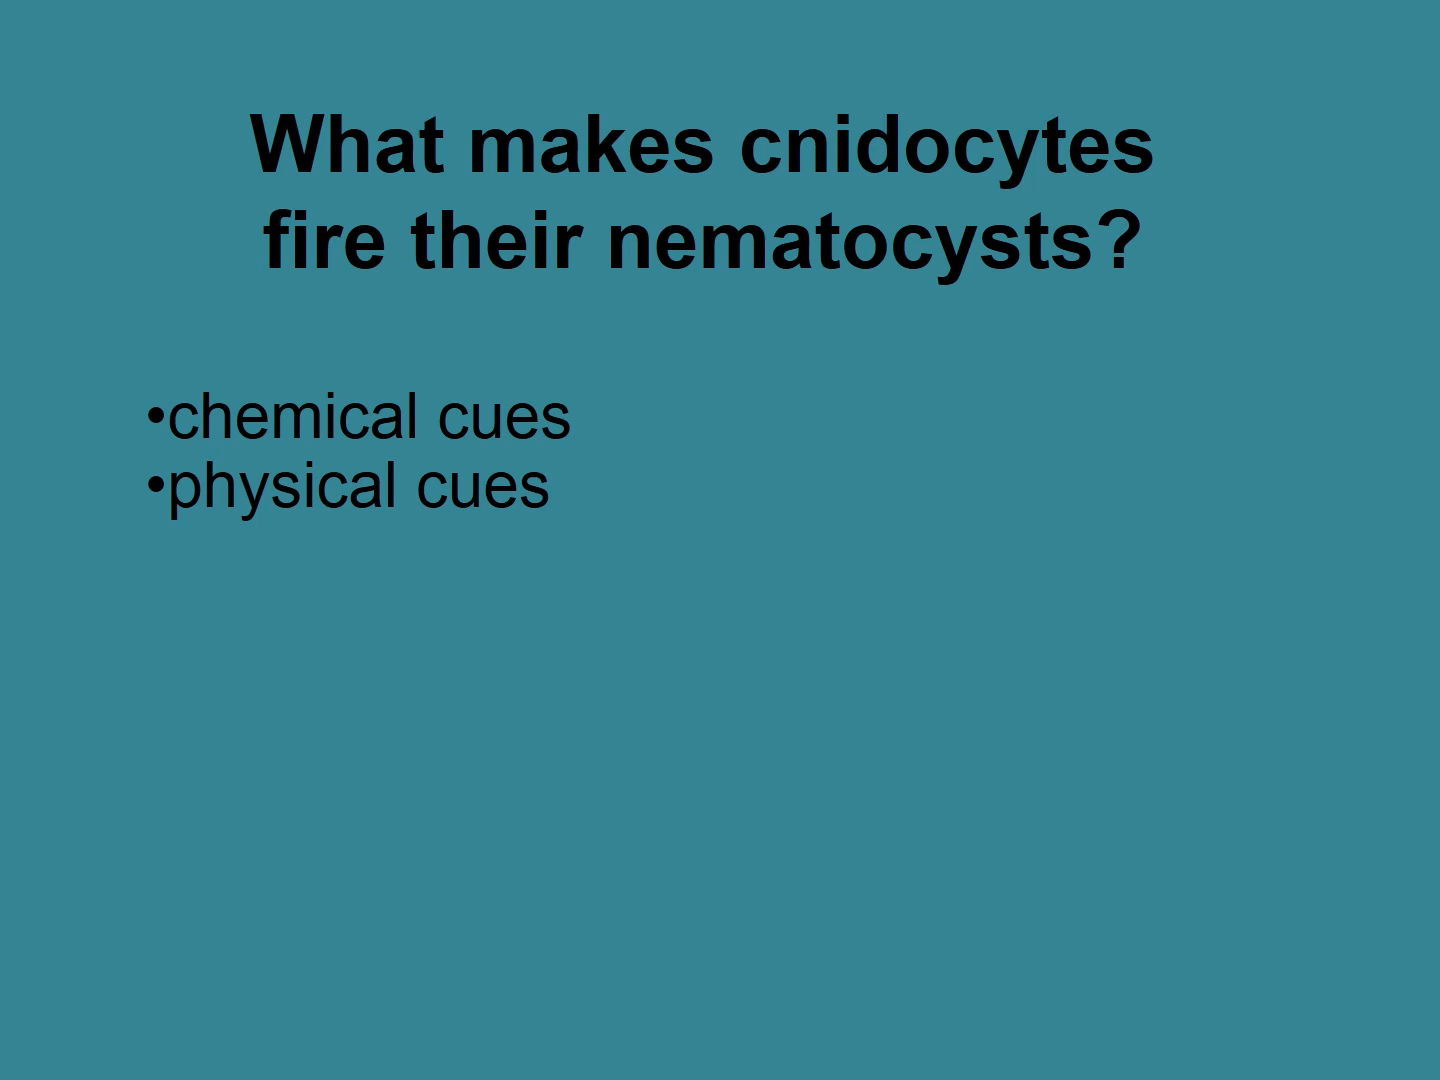 What makes cnidocytes
fire their nematocysts?
•chemical cues
•physical cues